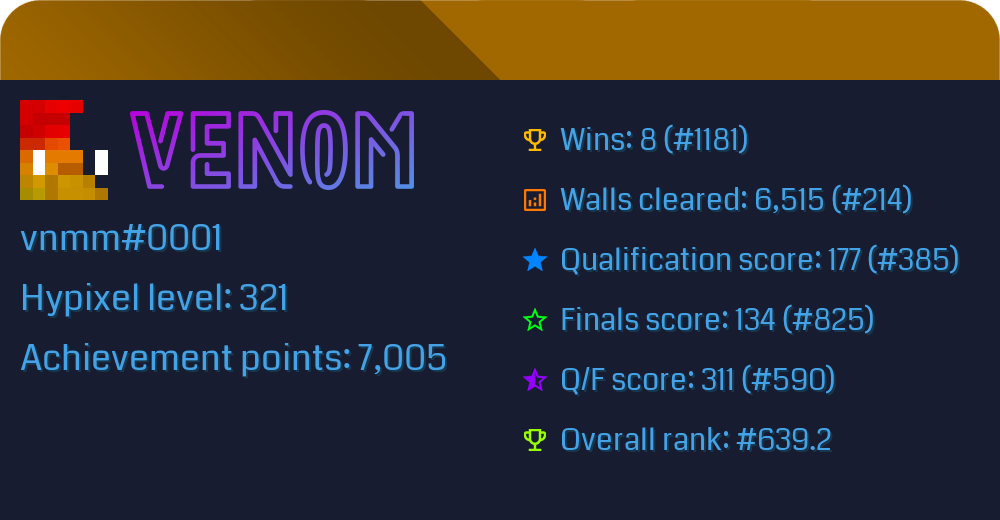 VENOM
vnmm#0001
Hypixel level: 321
Achievement points: 7,005
Wins: 8 (#1181)
Walls cleared: 6,515 (#214)
Qualification score: 177 (#385)
Finals score: 134 (#825)
Q/F score: 311 (#590)
Overall rank: #639.2